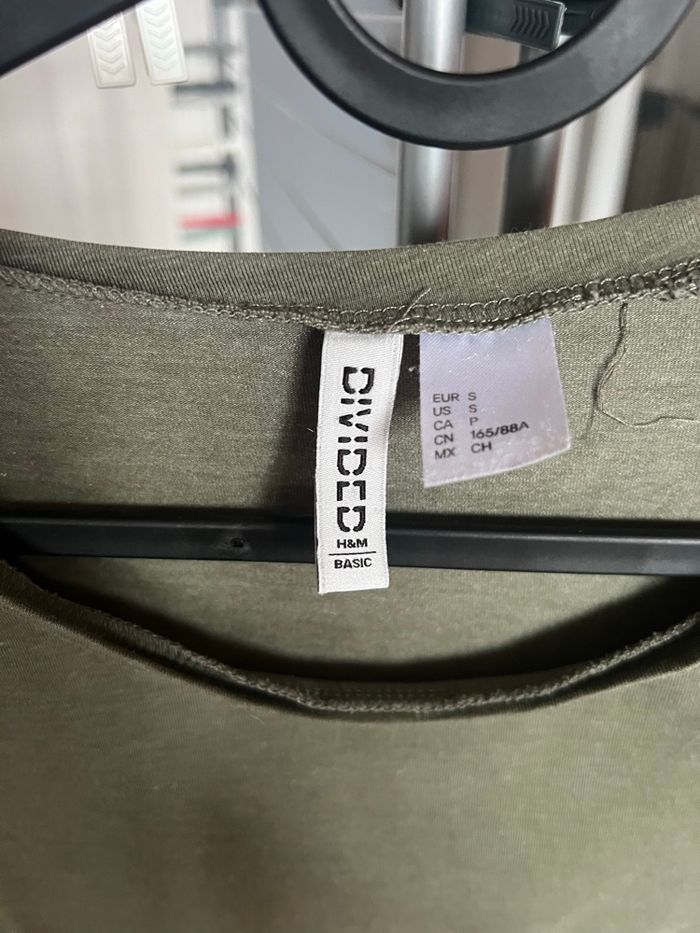 DIVIDED
H&M
BASIC
EUR S
US S
CA P
CN 165/88A
MX CH